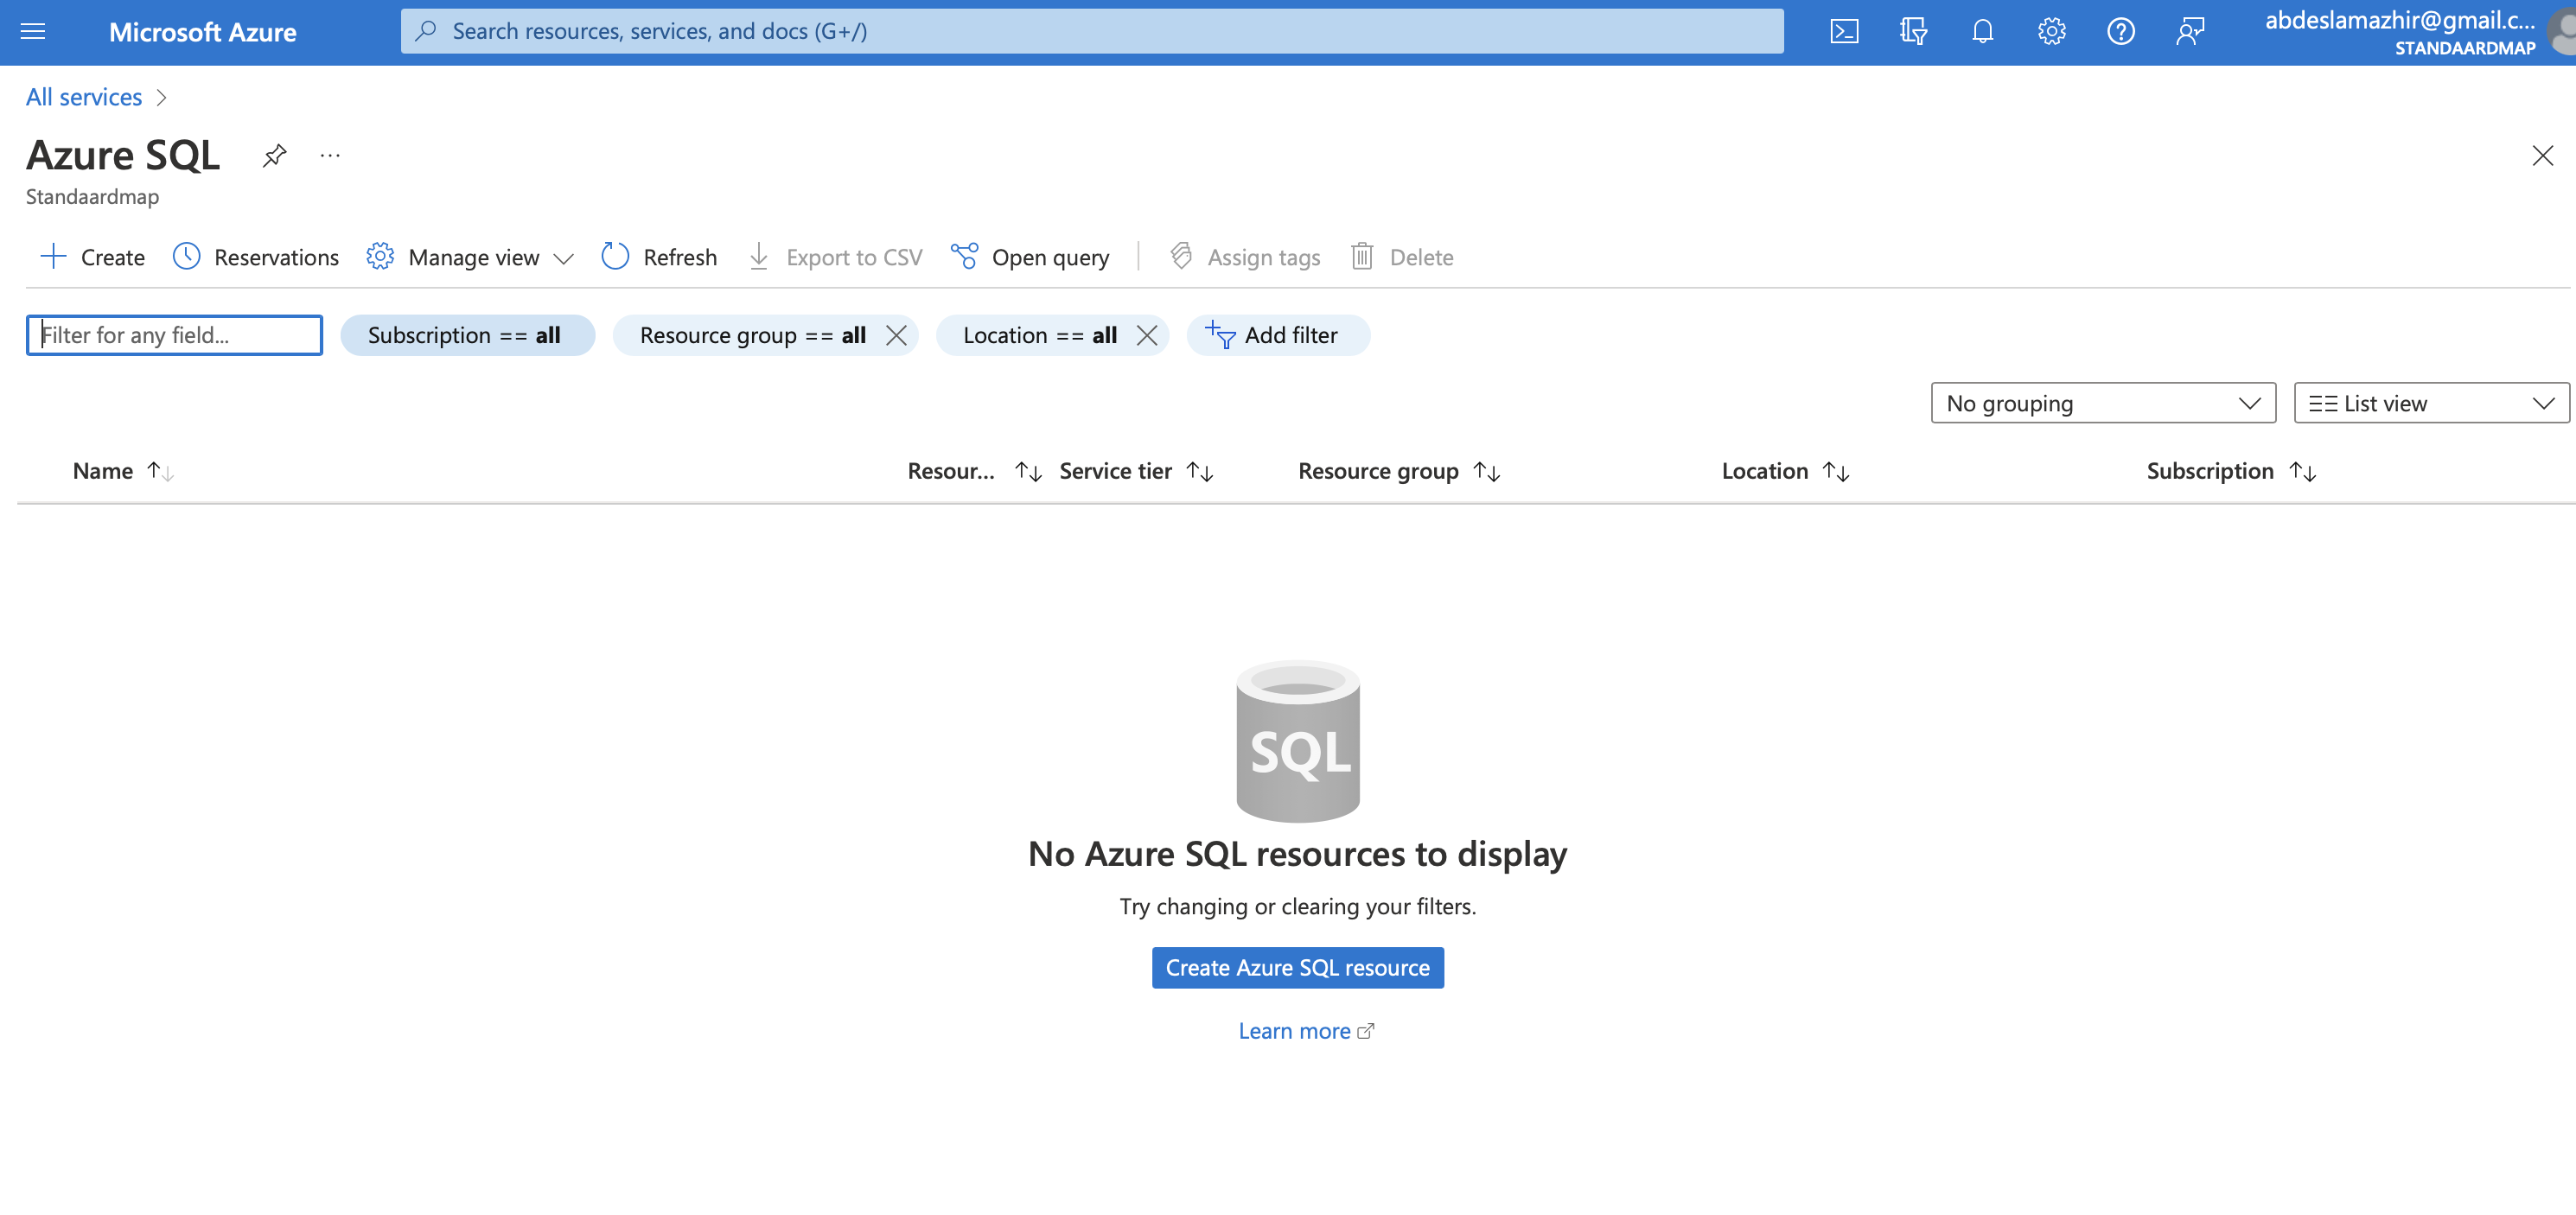 Microsoft Azure
Search resources, services, and docs (G+/)
abdeslamazhir@gmail.c...
STANDAARDMAP
All services
Azure SQL
Standaardmap
Create Reservations Manage view Refresh Export to CSV Open query Assign tags Delete
Filter for any field... Subscription == all Resource group == all Location == all Add filter
No grouping List view
Name Resour... Service tier Resource group Location Subscription
SQL
No Azure SQL resources to display
Try changing or clearing your filters.
Create Azure SQL resource
Learn more